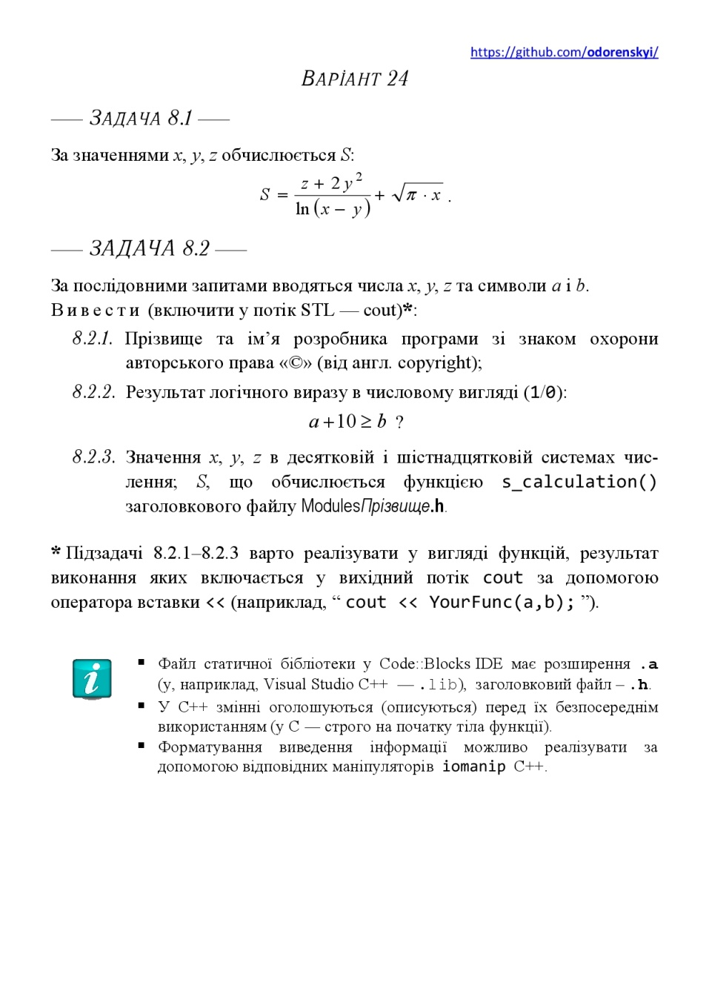 https://github.com/odorenskyi/
ВАРІАНТ 24
—— ЗАДАЧА 8.1 ——
За значеннями x, y, z обчислюється S:
S = \frac{z + 2y^2}{\ln(x − y)} + \sqrt{π · x} .
—— ЗАДАЧА 8.2 ——
За послідовними запитами вводяться числа x, y, z та символи a і b.
Вивести (включити у потік STL — cout)*:
8.2.1. Прізвище та ім’я розробника програми зі знаком охорони
авторського права «©» (від англ. copyright);
8.2.2. Результат логічного виразу в числовому вигляді (1/0):
a+10 ≥ b ?
8.2.3. Значення x, y, z в десятковій і шістнадцятковій системах чис-
лення; S, що обчислюється функцією s_calculation()
заголовкового файлу ModulesПрізвище.h.
* Підзадачі 8.2.1–8.2.3 варто реалізувати у вигляді функцій, результат
виконання яких включається у вихідний потік cout за допомогою
оператора вставки << (наприклад, “ cout << YourFunc(a,b); ”).
i
▪ Файл статичної бібліотеки у Code::Blocks IDE має розширення .a
(у, наприклад, Visual Studio C++ — .lib), заголовковий файл – .h.
▪ У C++ змінні оголошуються (описуються) перед їх безпосереднім
використанням (у C — строго на початку тіла функції).
▪ Форматування виведення інформації можливо реалізувати за
допомогою відповідних маніпуляторів iomanip C++.